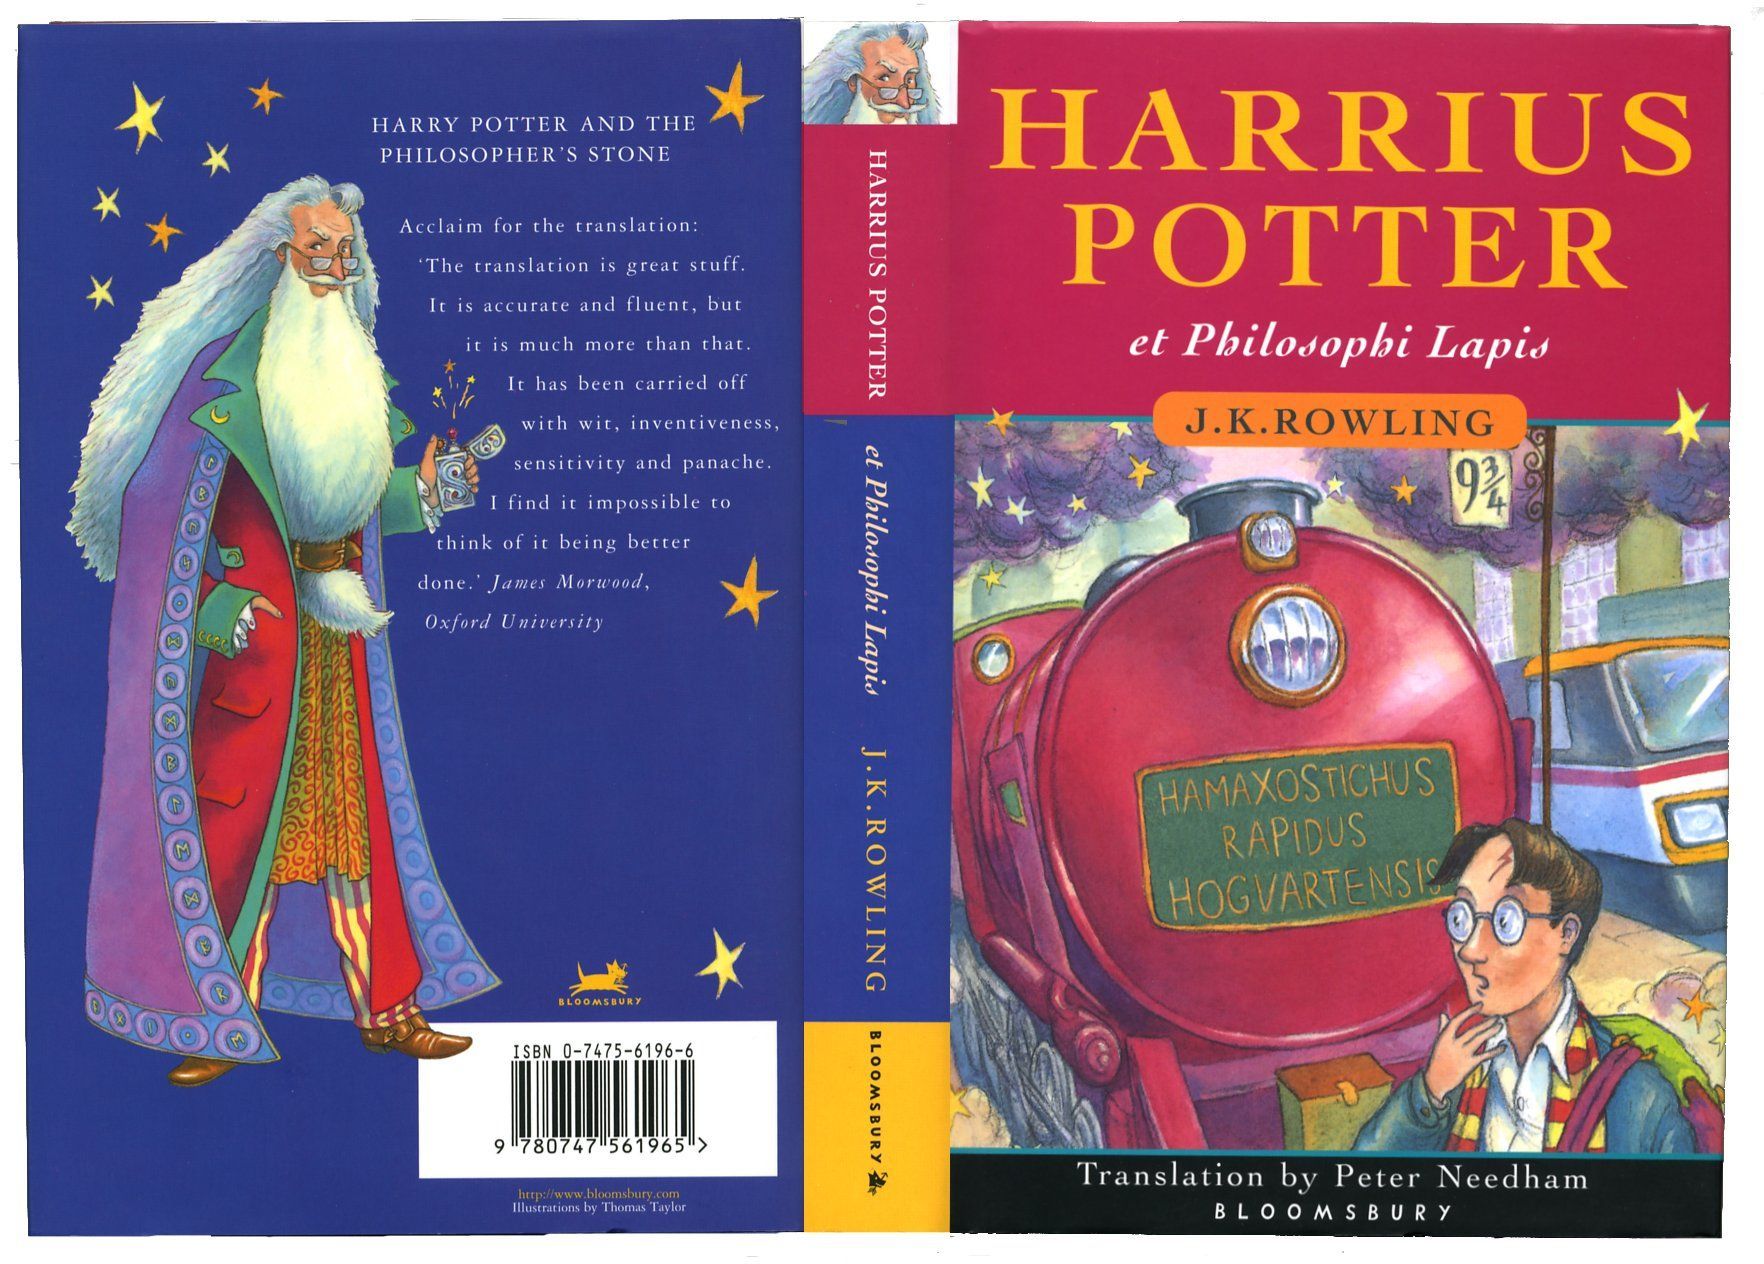 HARRY POTTER AND THE
PHILOSOPHER'S STONE
Acclaim for the translation:
'The translation is great stuff.
It is accurate and fluent, but
it is much more than that.
It has been carried off
with wit, inventiveness,
sensitivity and panache.
I find it impossible to
think of it being better
done.' James Morwood,
Oxford University
BLOOMSBURY
ISBN 0-7475-6196-6
9 780747 561965 >
http://www.bloomsbury.com
Illustrations by Thomas Taylor
HARRIUS POTTER
et Philosophi Lapis
J.K.ROWLING
BLOOMSBURY
HARRIUS
POTTER
et Philosophi Lapis
J.K.ROWLING
9 3/4
HAMAXOSTICHUS
RAPIDUS
HOGVARTENSIS
Translation by Peter Needham
BLOOMSBURY